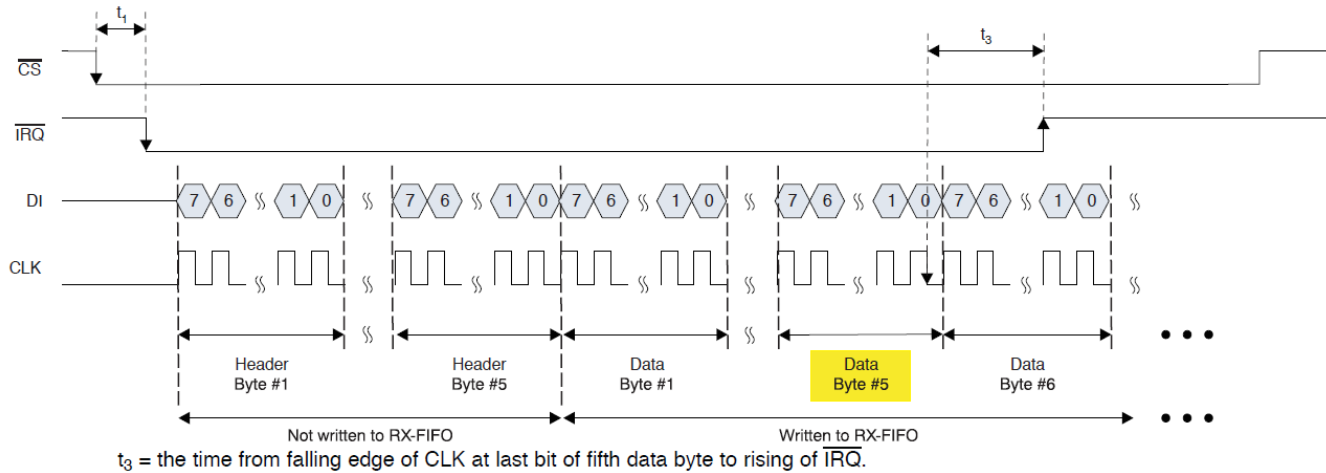 t1
t3
CS
IRQ
DI
7 6 1 0 7 6 1 0 7 6 1 0 7 6 1 0 7 6 1 0
CLK
Header Header Data Data Data
Byte #1 Byte #5 Byte #1 Byte #5 Byte #6
Not written to RX-FIFO Written to RX-FIFO
t3 = the time from falling edge of CLK at last bit of fifth data byte to rising of IRQ.